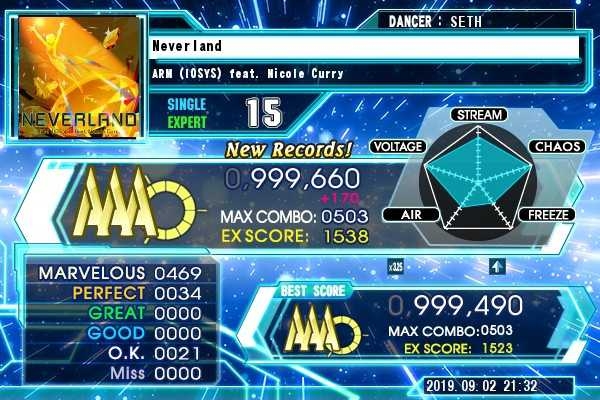 DANCER : SETH
Neverland
ARM (IOSYS) feat. Nicole Curry
NEVERLAND
SINGLE
EXPERT
15
STREAM
VOLTAGE
CHAOS
AIR
FREEZE
New Records!
AAA
0,999,660
+170
MAX COMBO: 0503
EX SCORE: 1538
x3.25
MARVELOUS 0469
PERFECT 0034
GREAT 0000
GOOD 0000
O.K. 0021
Miss 0000
BEST SCORE
AAA
0,999,490
MAX COMBO: 0503
EX SCORE: 1523
2019.09.02 21:32